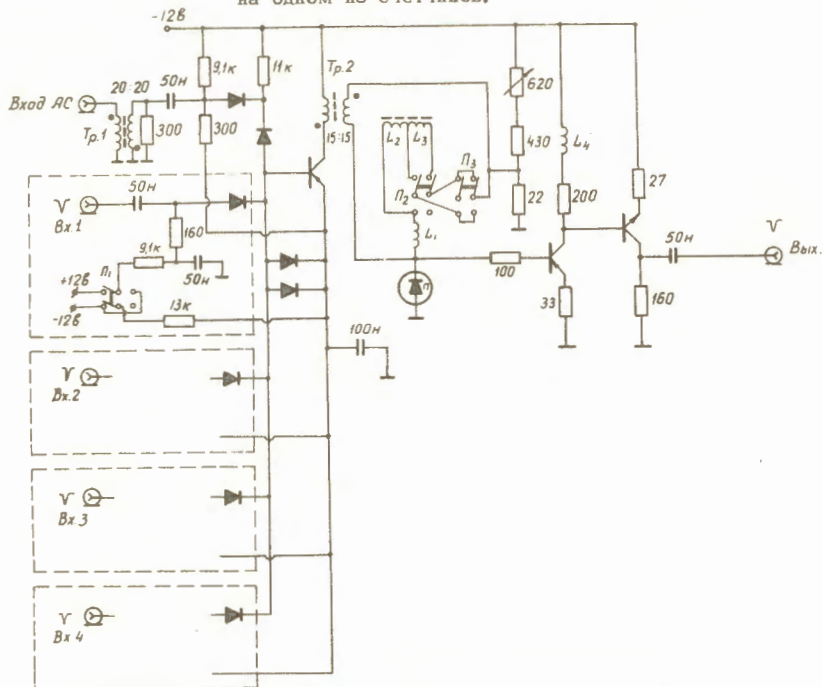 на одном из счетчиков.
-12в
9,1к
11к
Тр.2
620
20:20
50н
Вход АС
300
300
Тр.1
15:15
L₂
L₃
П₃
430
L₄
П₂
22
200
27
50н
Вх.1
160
L₁
50н
9,1к
50н
Вых.
П₁
+12в
-12в
100
п
33
160
13к
100н
Вх.2
Вх.3
Вх 4